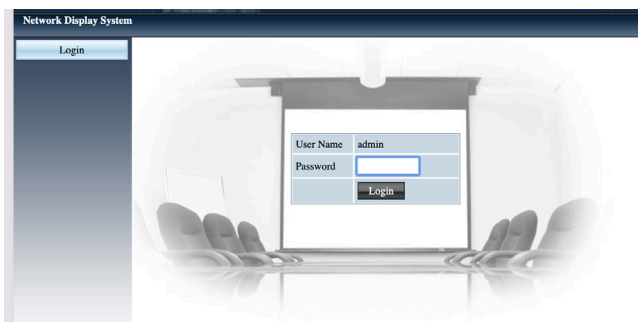 Network Display System
Login
User Name admin
Password
Login